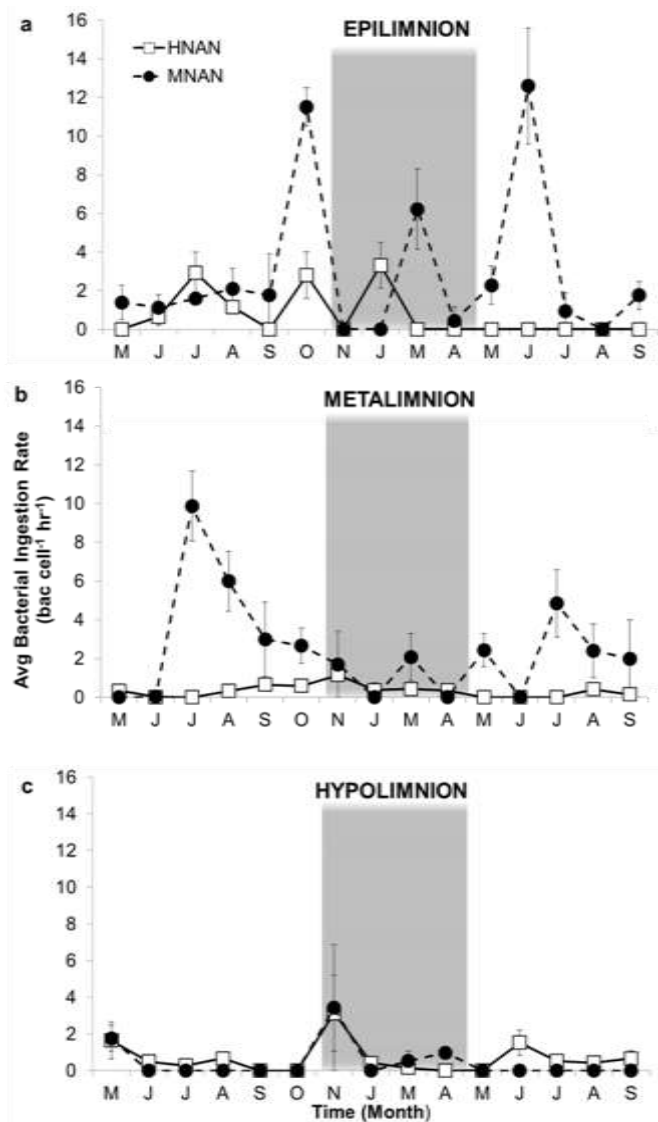 a
EPILIMNION
HNAN
MNAN
16
14
12
10
8
6
4
2
0
M J J A S O N J M A M J J A S
b
METALIMNION
16
14
12
10
8
6
4
2
0
M J J A S O N J M A M J J A S
Avg Bacterial Ingestion Rate
(bac cell⁻¹ hr⁻¹)
c
HYPOLIMNION
16
14
12
10
8
6
4
2
0
M J J A S O N J M A M J J A S
Time (Month)